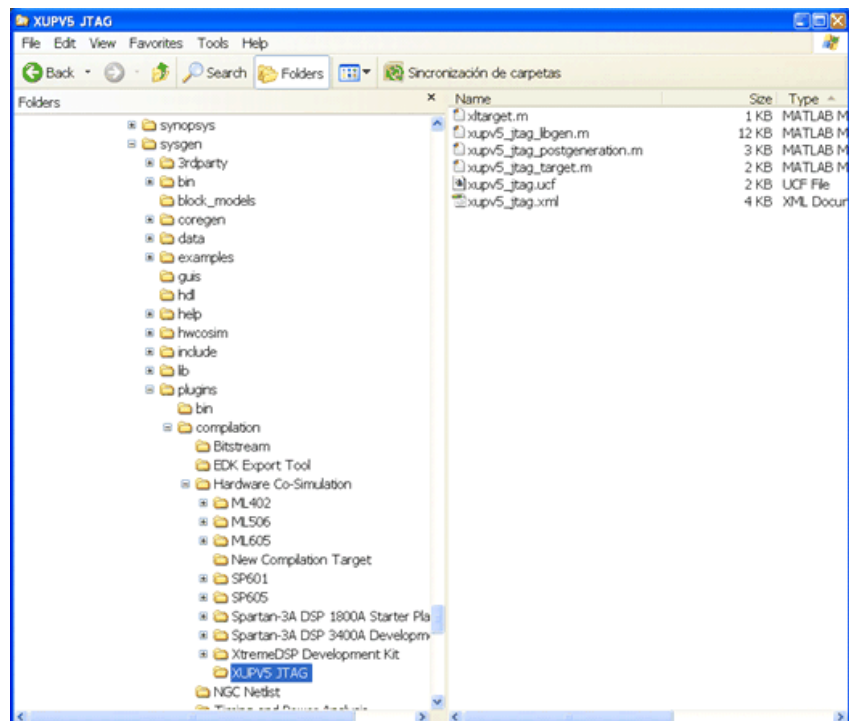 XUPV5 JTAG
File Edit View Favorites Tools Help
Back Search Folders Sincronización de carpetas
Folders
Name Size Type
synopsys
sysgen
3rdparty
bin
block_models
coregen
data
examples
guis
hdl
help
hwcosim
include
lib
plugins
bin
compilation
Bitstream
EDK Export Tool
Hardware Co-Simulation
ML402
ML506
ML605
New Compilation Target
SP601
SP605
Spartan-3A DSP 1800A Starter Pla
Spartan-3A DSP 3400A Developm
XtremeDSP Development Kit
XUPV5 JTAG
NGC Netlist
Timing and Power Analysis
xltarget.m 1 KB MATLAB M
xupv5_jtag_libgen.m 12 KB MATLAB M
xupv5_jtag_postgeneration.m 3 KB MATLAB M
xupv5_jtag_target.m 2 KB MATLAB M
xupv5_jtag.ucf 2 KB UCF File
xupv5_jtag.xml 4 KB XML Docum